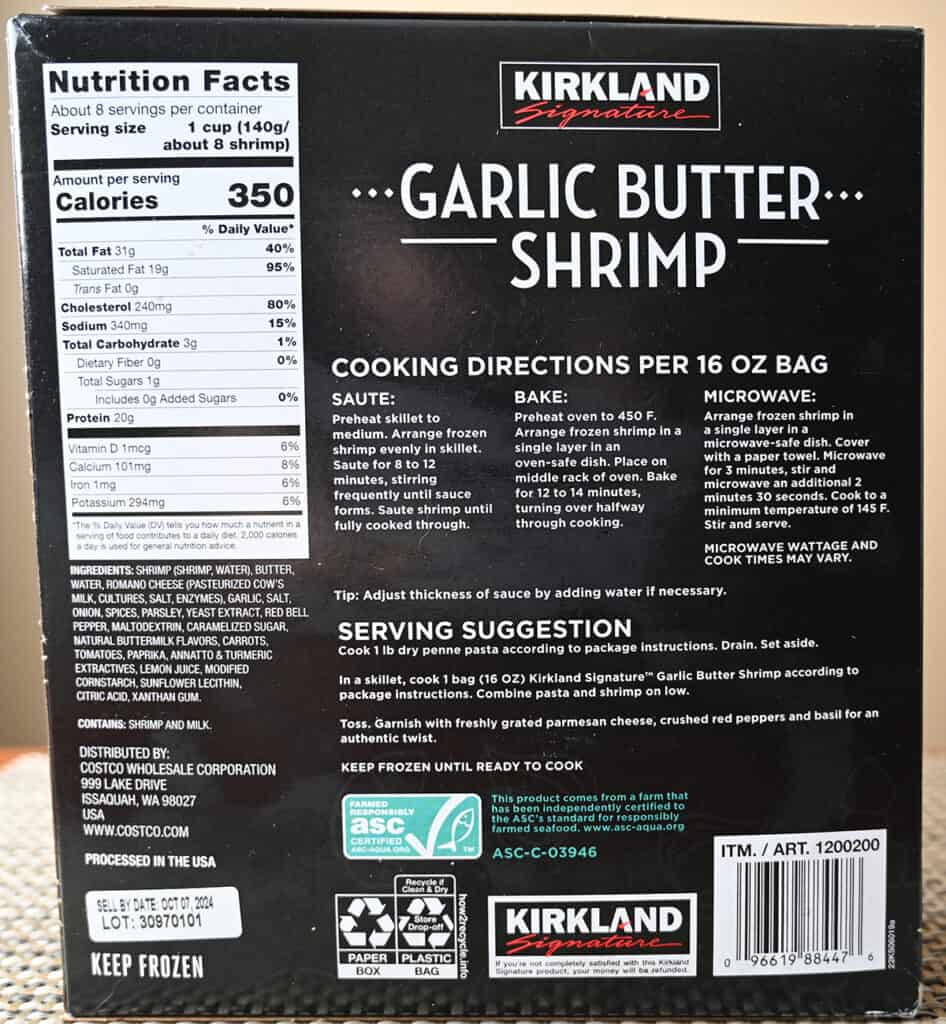 Nutrition Facts
About 8 servings per container
Serving size 1 cup (140g/
about 8 shrimp)
Amount per serving
Calories 350
% Daily Value*
Total Fat 31g 40%
Saturated Fat 19g 95%
Trans Fat 0g
Cholesterol 240mg 80%
Sodium 340mg 15%
Total Carbohydrate 3g 1%
Dietary Fiber 0g 0%
Total Sugars 1g
Includes 0g Added Sugars 0%
Protein 20g
Vitamin D 1mcg 6%
Calcium 101mg 8%
Iron 1mg 6%
Potassium 294mg 6%
*The % Daily Value (DV) tells you how much a nutrient in a
serving of food contributes to a daily diet. 2,000 calories
a day is used for general nutrition advice.
INGREDIENTS: SHRIMP (SHRIMP, WATER), BUTTER,
WATER, ROMANO CHEESE (PASTEURIZED COW'S
MILK, CULTURES, SALT, ENZYMES), GARLIC, SALT,
ONION, SPICES, PARSLEY, YEAST EXTRACT, RED BELL
PEPPER, MALTODEXTRIN, CARAMELIZED SUGAR,
NATURAL BUTTERMILK FLAVORS, CARROTS,
TOMATOES, PAPRIKA, ANNATTO & TURMERIC
EXTRACTIVES, LEMON JUICE, MODIFIED
CORNSTARCH, SUNFLOWER LECITHIN,
CITRIC ACID, XANTHAN GUM.
CONTAINS: SHRIMP AND MILK.
DISTRIBUTED BY:
COSTCO WHOLESALE CORPORATION
999 LAKE DRIVE
ISSAQUAH, WA 98027
USA
WWW.COSTCO.COM
PROCESSED IN THE USA
SELL BY DATE: OCT 07, 2024
LOT: 30970101
KEEP FROZEN
KIRKLAND
Signature
GARLIC BUTTER
SHRIMP
COOKING DIRECTIONS PER 16 OZ BAG
SAUTE:
Preheat skillet to
medium. Arrange frozen
shrimp evenly in skillet.
Saute for 8 to 12
minutes, stirring
frequently until sauce
forms. Saute shrimp until
fully cooked through.
BAKE:
Preheat oven to 450 F.
Arrange frozen shrimp in a
single layer in an
oven-safe dish. Place on
middle rack of oven. Bake
for 12 to 14 minutes,
turning over halfway
through cooking.
MICROWAVE:
Arrange frozen shrimp in
a single layer in a
microwave-safe dish. Cover
with a paper towel. Microwave
for 3 minutes, stir and
microwave an additional 2
minutes 30 seconds. Cook to a
minimum temperature of 145 F.
Stir and serve.
MICROWAVE WATTAGE AND
COOK TIMES MAY VARY.
Tip: Adjust thickness of sauce by adding water if necessary.
SERVING SUGGESTION
Cook 1 lb dry penne pasta according to package instructions. Drain. Set aside.
In a skillet, cook 1 bag (16 OZ) Kirkland Signature™ Garlic Butter Shrimp according to
package instructions. Combine pasta and shrimp on low.
Toss. Garnish with freshly grated parmesan cheese, crushed red peppers and basil for an
authentic twist.
KEEP FROZEN UNTIL READY TO COOK
FARMED
RESPONSIBLY
asc
CERTIFIED
ASC-AQUA.ORG
TM
This product comes from a farm that
has been independently certified to
the ASC's standard for responsibly
farmed seafood. www.asc-aqua.org
ASC-C-03946
Recycle if
Clean & Dry
Store
Drop-off
PAPER
BOX
PLASTIC
BAG
how2recycle.info
KIRKLAND
Signature
If you're not completely satisfied with this Kirkland
Signature product, your money will be refunded.
ITM. / ART. 1200200
0 96619 88447 6
22KS06019a